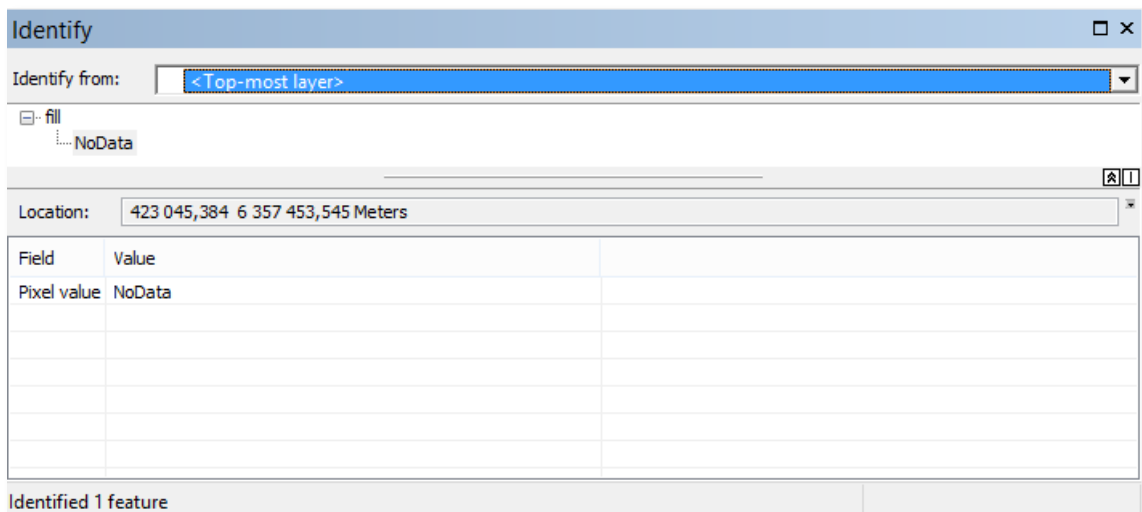 Identify
Identify from: <Top-most layer>
fill
NoData
Location: 423 045,384 6 357 453,545 Meters
Field Value
Pixel value NoData
Identified 1 feature